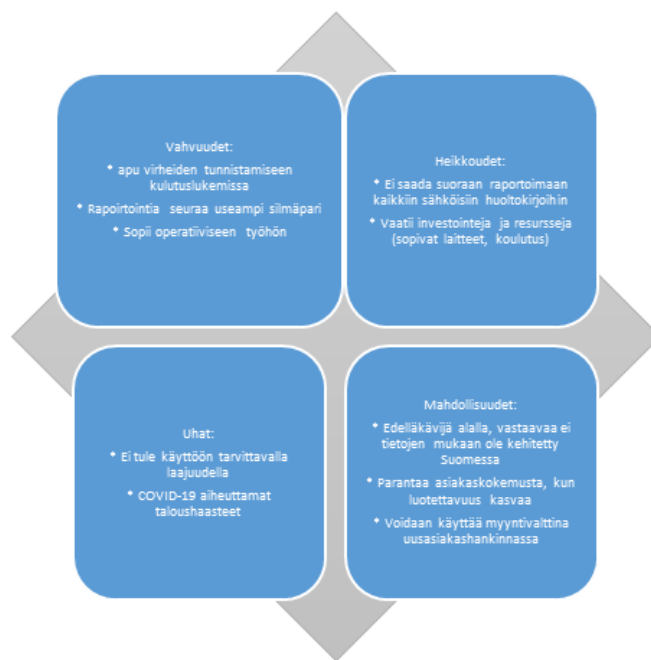 Vahvuudet:
* apu virheiden tunnistamiseen
kulutuslukemissa
* Rapoirtointia seuraa useampi silmäpari
* Sopii operatiiviseen työhön
Heikkoudet:
* Ei saada suoraan raportoimaan
kaikkiin sähköisiin huoltokirjoihin
* Vaatii investointeja ja resursseja
(sopivat laitteet, koulutus)
Uhat:
* Ei tule käyttöön tarvittavalla
laajuudella
* COVID-19 aiheuttamat
taloushaasteet
Mahdollisuudet:
* Edelläkävijä alalla, vastaavaa ei
tietojen mukaan ole kehitetty
Suomessa
* Parantaa asiakaskokemusta, kun
luotettavuus kasvaa
* Voidaan käyttää myyntivalttina
uusasiakashankinnassa